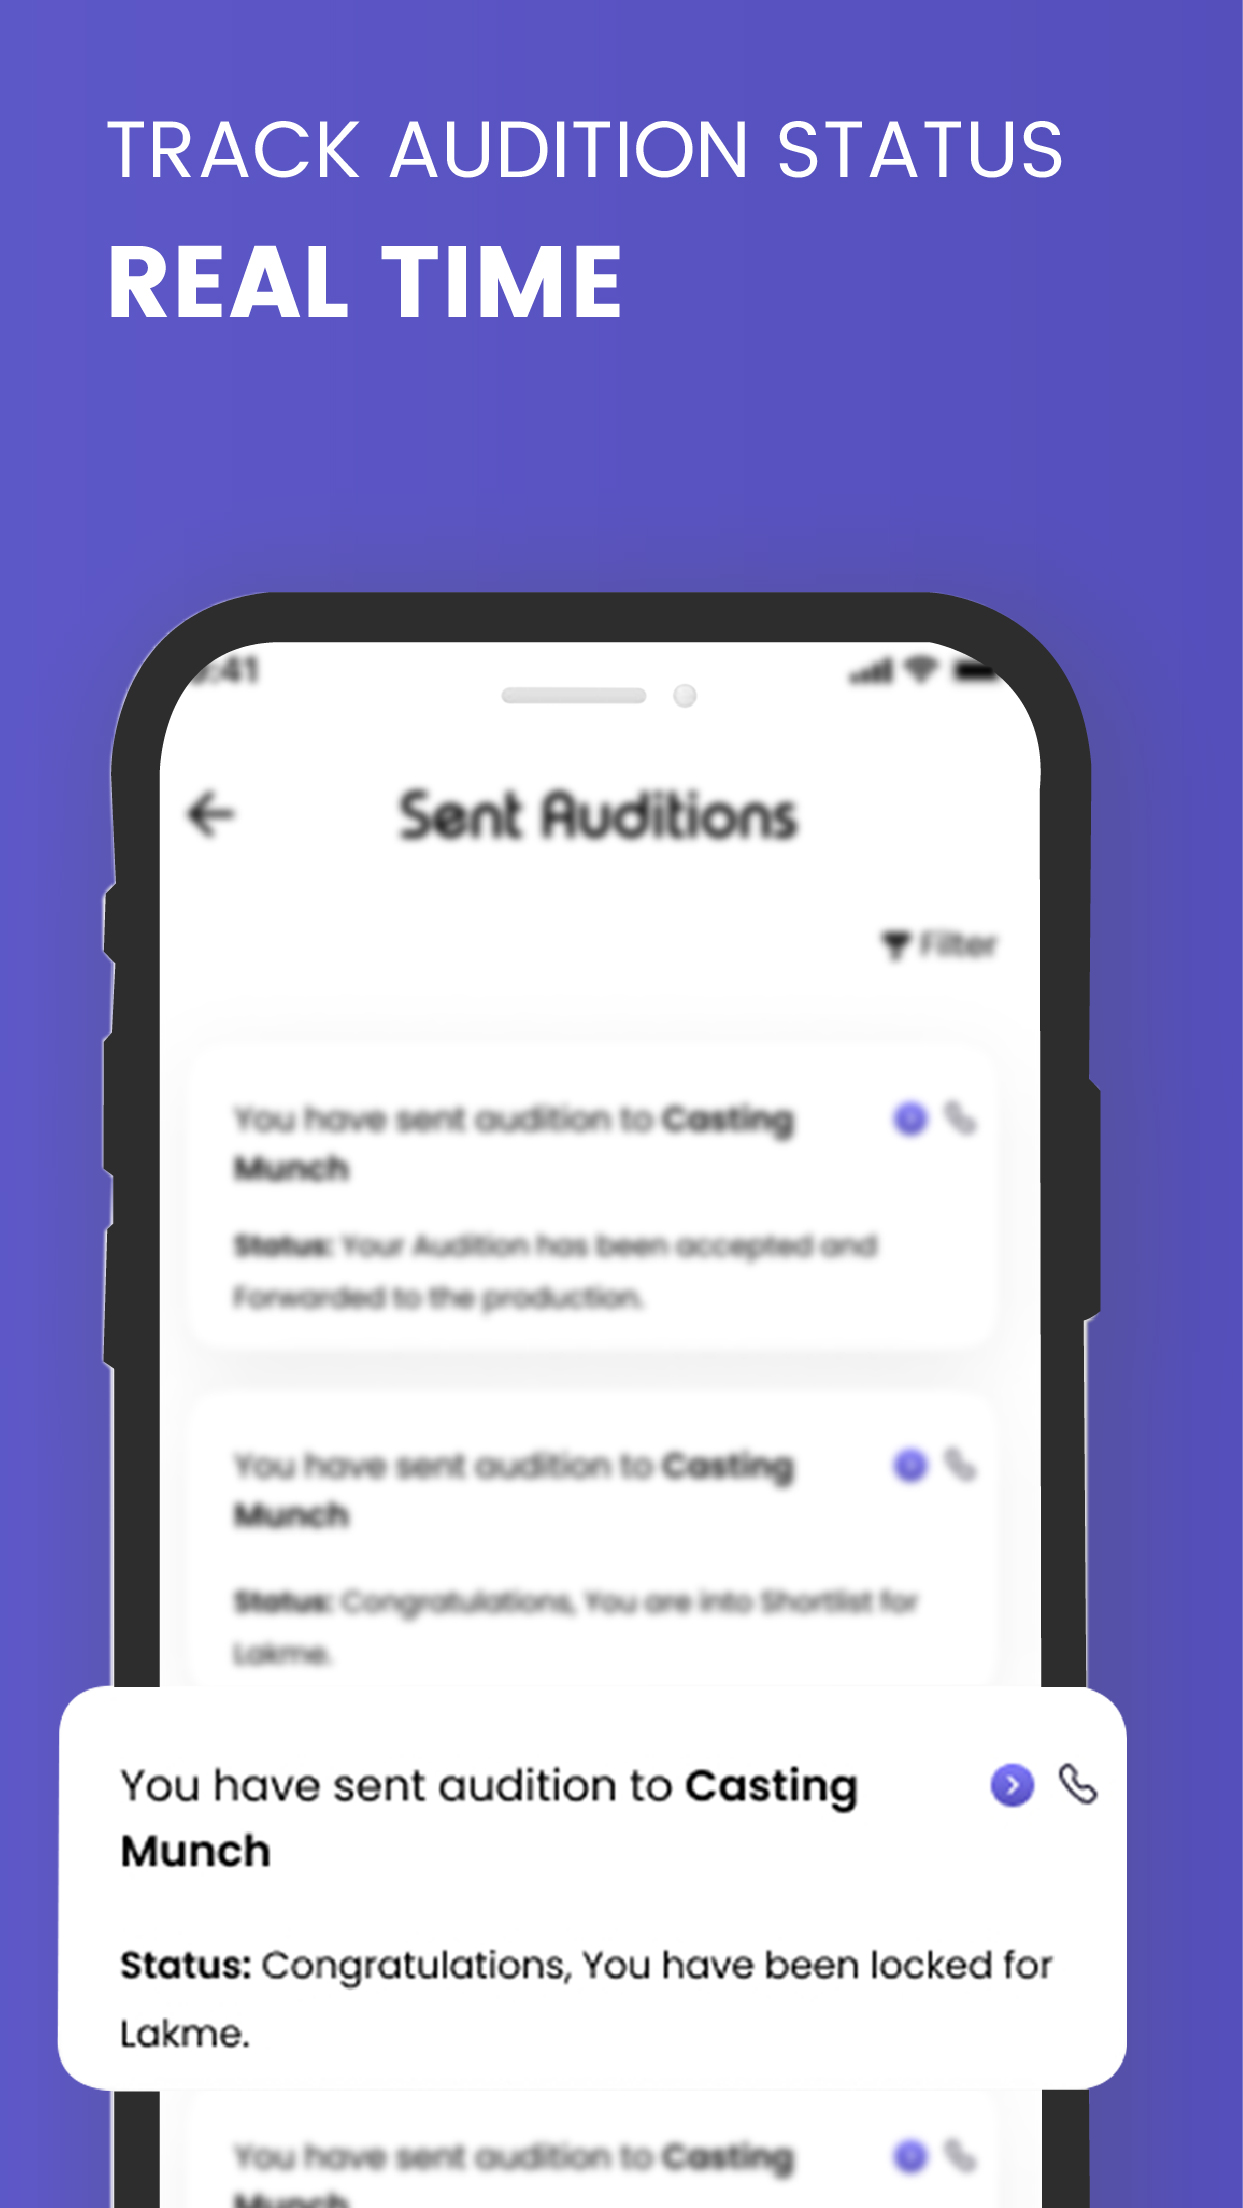 TRACK AUDITION STATUS
REAL TIME
:41
Sent Auditions
Filter
You have sent audition to Casting
Munch
Status: Your Audition has been accepted and
Forwarded to the production.
You have sent audition to Casting
Munch
Status: Congratulations, You are into Shortlist for
Lakme.
You have sent audition to Casting
Munch
Status: Congratulations, You have been locked for
Lakme.
You have sent audition to Casting
Munch